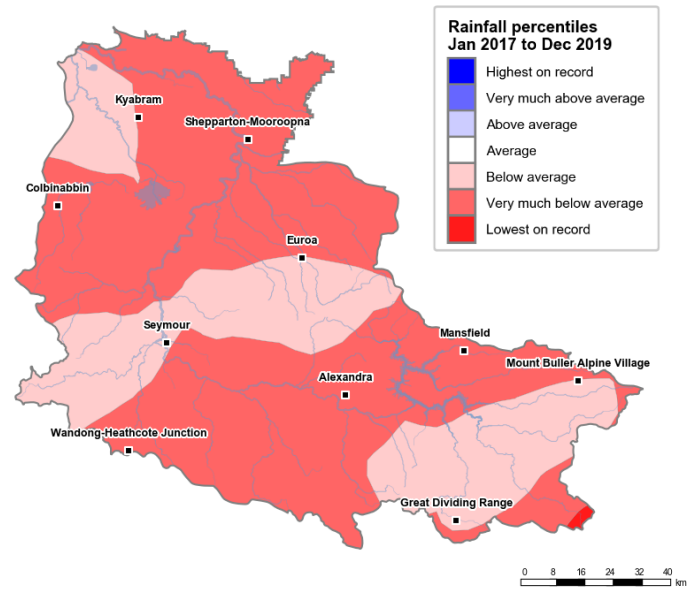 Rainfall percentiles
Jan 2017 to Dec 2019
Highest on record
Very much above average
Above average
Average
Below average
Very much below average
Lowest on record
Kyabram
Shepparton-Mooroopna
Colbinabbin
Euroa
Seymour
Mansfield
Mount Buller Alpine Village
Alexandra
Wandong-Heathcote Junction
Great Dividing Range
0 8 16 24 32 40
km